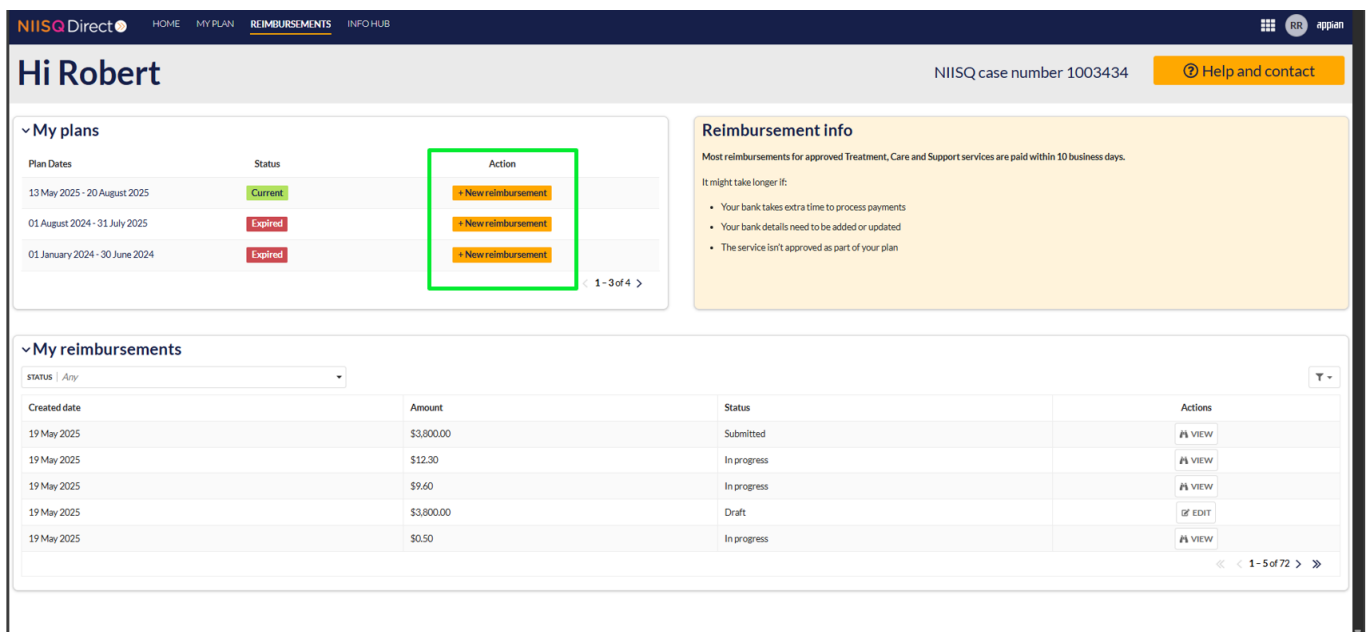 NIISQ Direct HOME MY PLAN REIMBURSEMENTS INFO HUB RR appian
Hi Robert NIISQ case number 1003434 Help and contact
My plans
Plan Dates Status Action
13 May 2025 - 20 August 2025 Current + New reimbursement
01 August 2024 - 31 July 2025 Expired + New reimbursement
01 January 2024 - 30 June 2024 Expired + New reimbursement
1 – 3 of 4
Reimbursement info
Most reimbursements for approved Treatment, Care and Support services are paid within 10 business days.
It might take longer if:
• Your bank takes extra time to process payments
• Your bank details need to be added or updated
• The service isn't approved as part of your plan
My reimbursements
STATUS | Any
Created date Amount Status Actions
19 May 2025 $3,800.00 Submitted VIEW
19 May 2025 $12.30 In progress VIEW
19 May 2025 $9.60 In progress VIEW
19 May 2025 $3,800.00 Draft EDIT
19 May 2025 $0.50 In progress VIEW
1 – 5 of 72